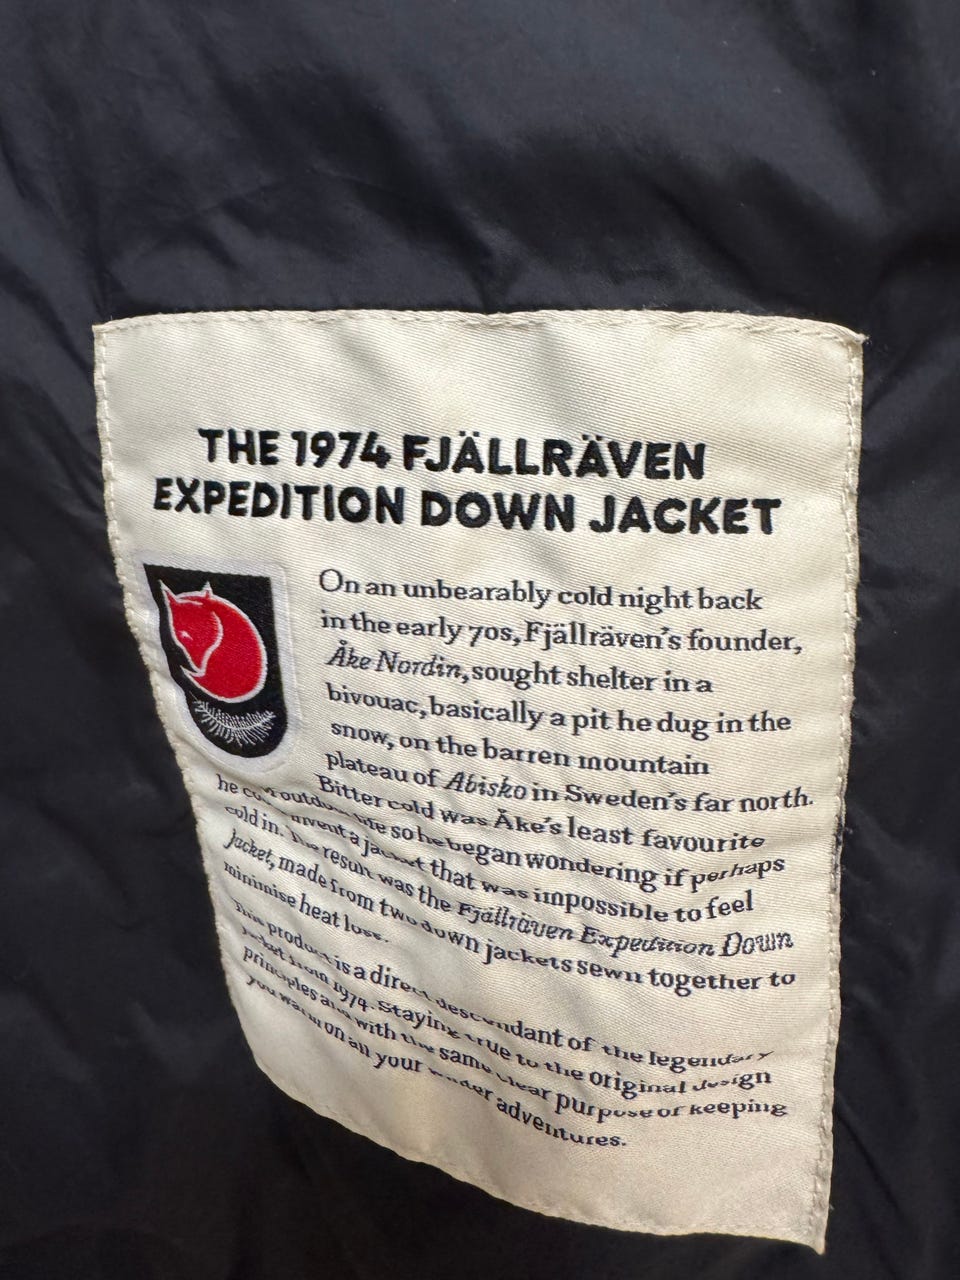 THE 1974 FJÄLLRÄVEN
EXPEDITION DOWN JACKET
On an unbearably cold night back
in the early 70s, Fjällräven's founder,
Åke Nordin, sought shelter in a
bivouac, basically a pit he dug in the
snow, on the barren mountain
plateau of Abisko in Sweden's far north.
Bitter cold was Åke's least favourite
outdoor life so he began wondering if perhaps
he could invent a jacket that was impossible to feel
cold in. The result was the Fjällräven Expedition Down
Jacket, made from two down jackets sewn together to
minimise heat loss.
This product is a direct descendant of the legendary
jacket from 1974. Staying true to the original design
principles and with the same clear purpose of keeping
you warm on all your winter adventures.